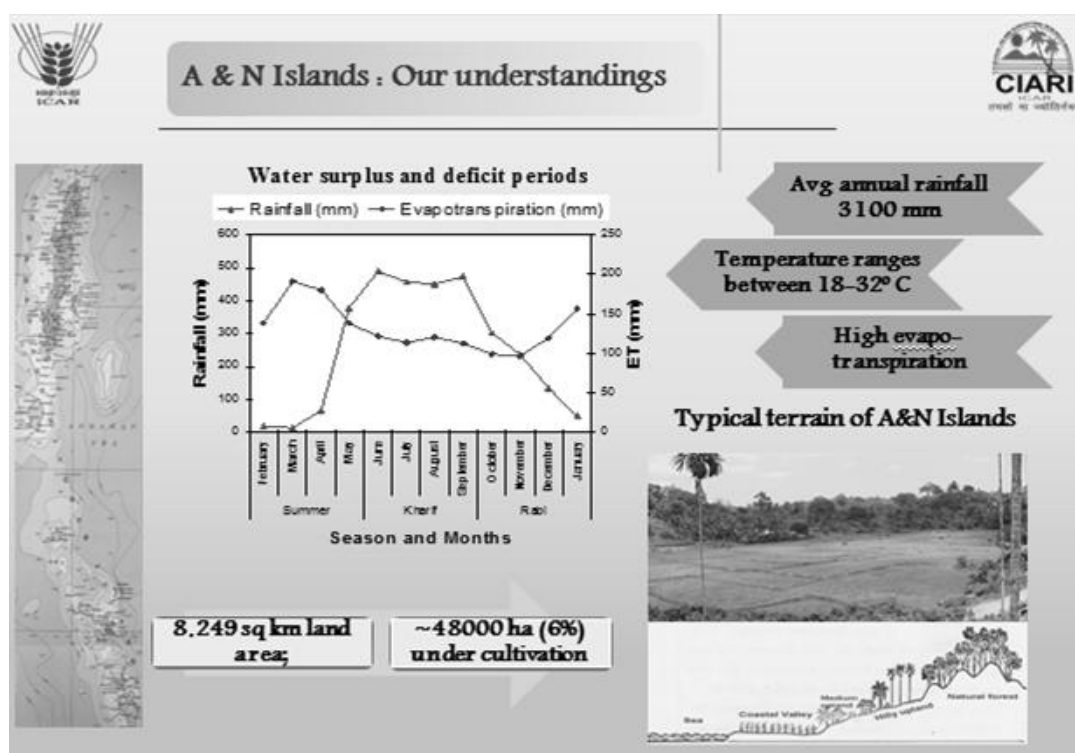 ICAR
A & N Islands : Our understandings
CIARI
ICAR
Water surplus and deficit periods
Rainfall (mm)
Evapotranspiration (mm)
600
500
400
300
200
100
0
Rainfall (mm)
250
200
150
100
50
0
ET (mm)
February
March
April
May
June
July
August
September
October
November
December
January
Summer
Kharif
Rabi
Season and Months
Avg annual rainfall
3100 mm
Temperature ranges
between 18-32° C
High evapo-
transpiration
Typical terrain of A&N Islands
8.249 sq km land
area;
~48000 ha (6%)
under cultivation
Sea
Coastal Valley
Medium
upland
Hilly upland
Natural forest